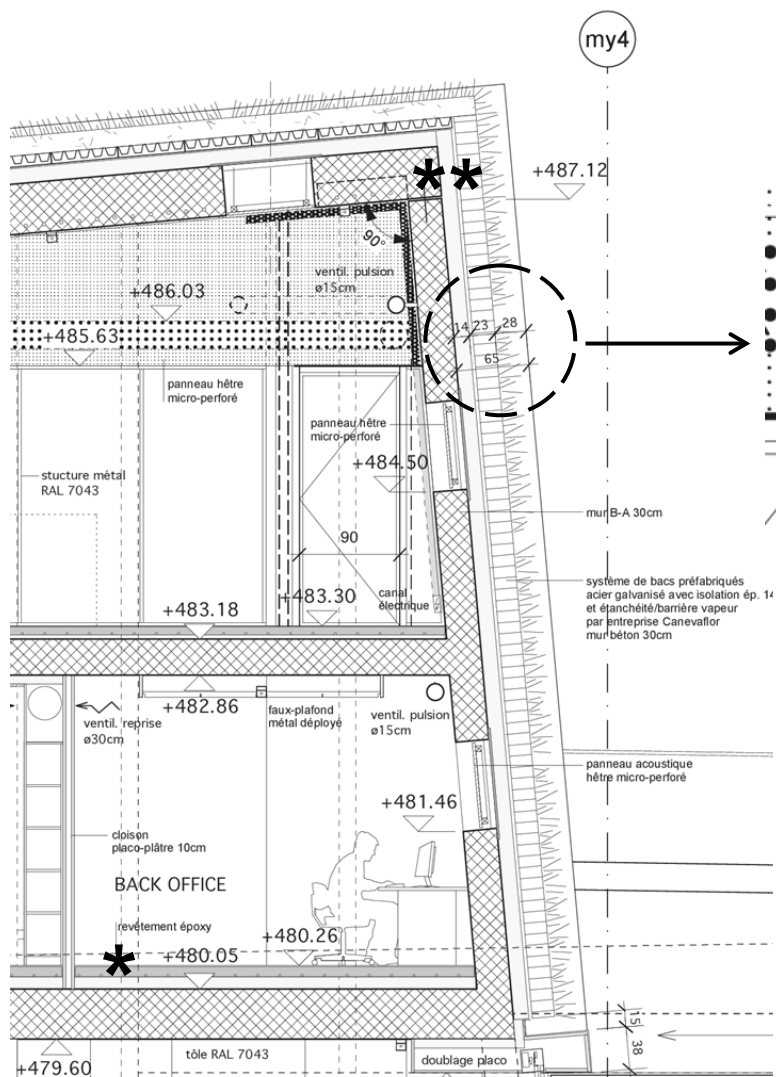 my4
+487.12
90°
ventil. pulsion
ø15cm
+486.03
14 23 28
+485.63
65
panneau hêtre
micro-perforé
panneau hêtre
micro-perforé
+484.50
stucture métal
RAL 7043
mur B-A 30cm
90
système de bacs préfabriqués
acier galvanisé avec isolation ép. 14
et étanchéité/barrière vapeur
par entreprise Canevaflor
mur béton 30cm
+483.18
+483.30
canal
électrique
+482.86
faux-plafond
métal déployé
ventil. pulsion
ø15cm
ventil. reprise
ø30cm
panneau acoustique
hêtre micro-perforé
+481.46
cloison
placo-plâtre 10cm
BACK OFFICE
revêtement époxy
+480.26
+480.05
15
38
+479.60
tôle RAL 7043
doublage placo